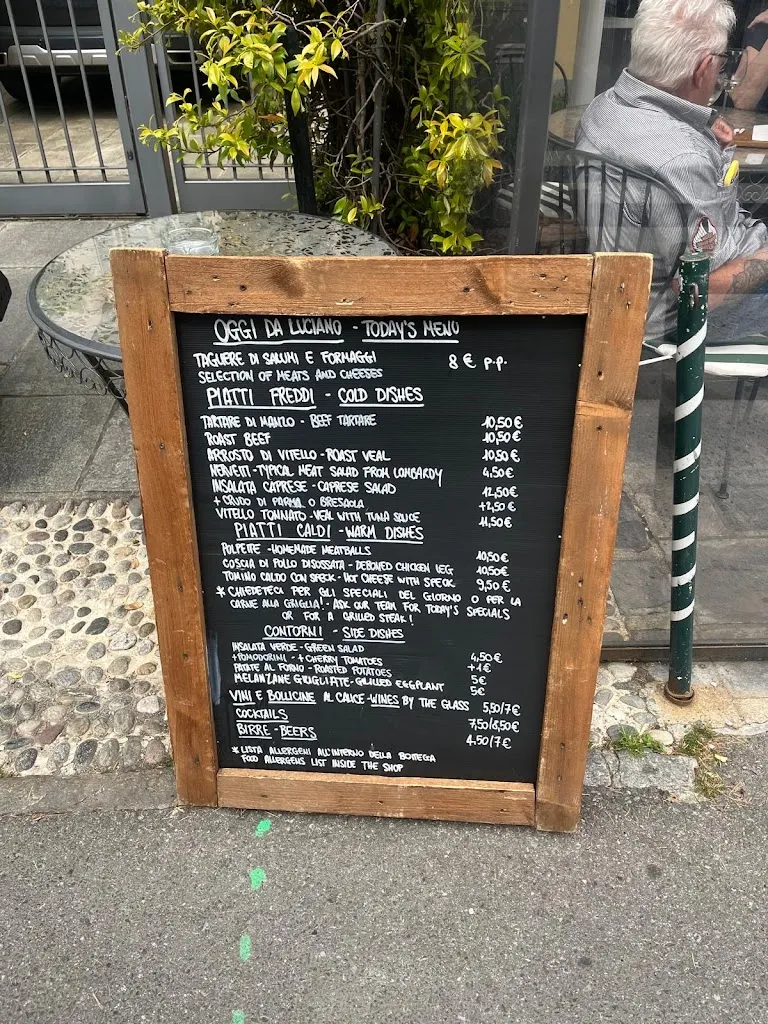 OGGI DA LUCIANO - TODAY'S MENU
TAGLIERE DI SALUMI E FORMAGGI 8 € p.p.
SELECTION OF MEATS AND CHEESES
PIATTI FREDDI - COLD DISHES
TARTARE DI MANZO - BEEF TARTARE 10,50€
ROAST BEEF 10,50€
ARROSTO DI VITELLO - ROAST VEAL 10,50€
NERVETTI - TYPICAL MEAT SALAD FROM LOMBARDY 4,50€
INSALATA CAPRESE - CAPRESE SALAD 12,50€
+ CRUDO DI PARMA O BRESAOLA +2,50€
VITELLO TONNATO - VEAL WITH TUNA SAUCE 11,50€
PIATTI CALDI - WARM DISHES
POLPETTE - HOMEMADE MEATBALLS 10,50€
COSCIA DI POLLO DISOSSATA - DEBONED CHICKEN LEG 10,50€
TOMINO CALDO CON SPECK - HOT CHEESE WITH SPECK 9,50€
* CHIEDETECI PER GLI SPECIALI DEL GIORNO O PER LA
CARNE ALLA GRIGLIA! - ASK OUR TEAM FOR TODAY'S SPECIALS
OR FOR A GRILLED STEAK!
CONTORNI - SIDE DISHES
INSALATA VERDE - GREEN SALAD 4,50€
+ POMODORINI - + CHERRY TOMATOES +1€
PATATE AL FORNO - ROASTED POTATOES 5€
MELANZANE GRIGLIATE - GRILLED EGGPLANT 5€
VINI E BOLLICINE AL CALICE - WINES BY THE GLASS 5,50/7€
COCKTAILS 7,50/8,50€
BIRRE - BEERS 4.50/7€
* LISTA ALLERGENI ALL'INTERNO DELLA BOTTEGA
FOOD ALLERGENS LIST INSIDE THE SHOP